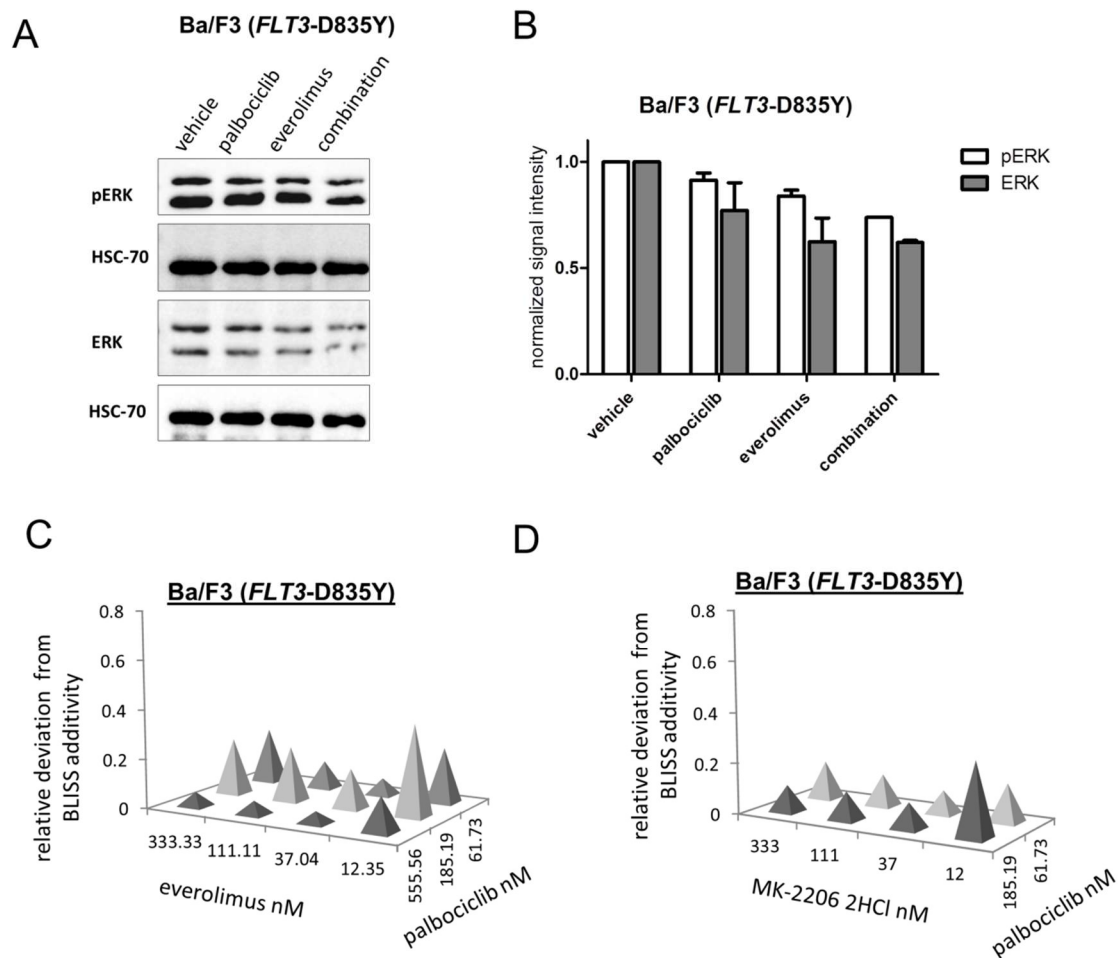 A
Ba/F3 (FLT3-D835Y)
vehicle
palbociclib
everolimus
combination
pERK
HSC-70
ERK
HSC-70
B
Ba/F3 (FLT3-D835Y)
normalized signal intensity
1.0
0.5
0.0
vehicle
palbociclib
everolimus
combination
pERK
ERK
C
Ba/F3 (FLT3-D835Y)
relative deviation from
BLISS additivity
0.8
0.6
0.4
0.2
0
333.33
111.11
37.04
12.35
everolimus nM
555.56
185.19
61.73
palbociclib nM
D
Ba/F3 (FLT3-D835Y)
relative deviation from
BLISS additivity
0.8
0.6
0.4
0.2
0
333
111
37
12
MK-2206 2HCl nM
185.19
61.73
palbociclib nM